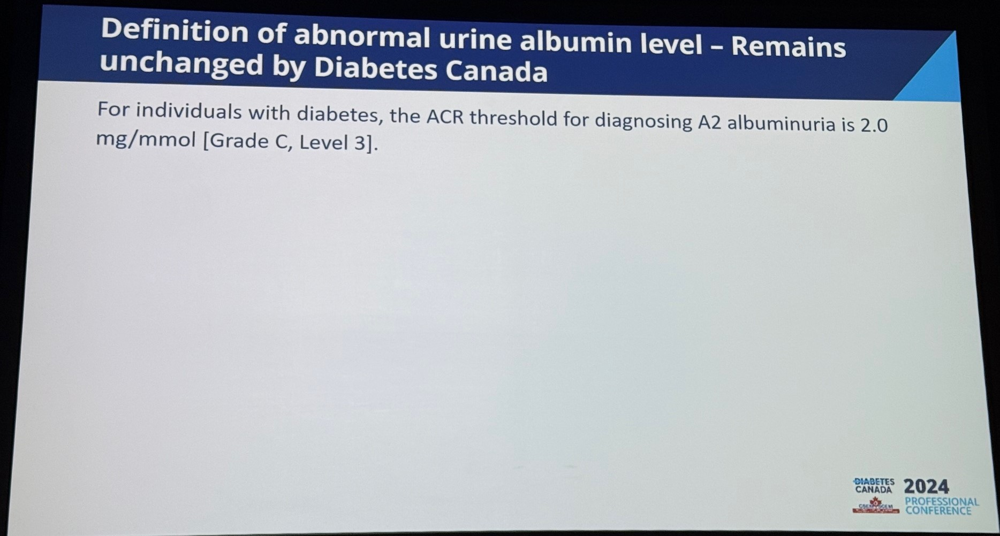 Definition of abnormal urine albumin level – Remains
unchanged by Diabetes Canada
For individuals with diabetes, the ACR threshold for diagnosing A2 albuminuria is 2.0
mg/mmol [Grade C, Level 3].
DIABETES
CANADA
2024
PROFESSIONAL
CONFERENCE